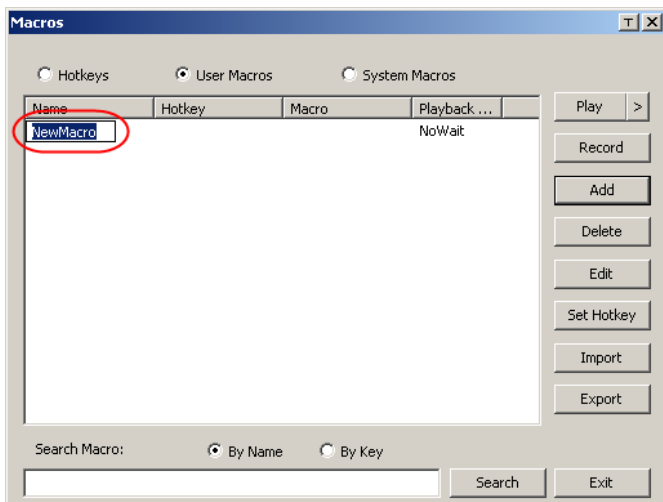 Macros T X
Hotkeys User Macros System Macros
Name Hotkey Macro Playback ... Play >
NewMacro NoWait
Record
Add
Delete
Edit
Set Hotkey
Import
Export
Search Macro: By Name By Key
Search Exit